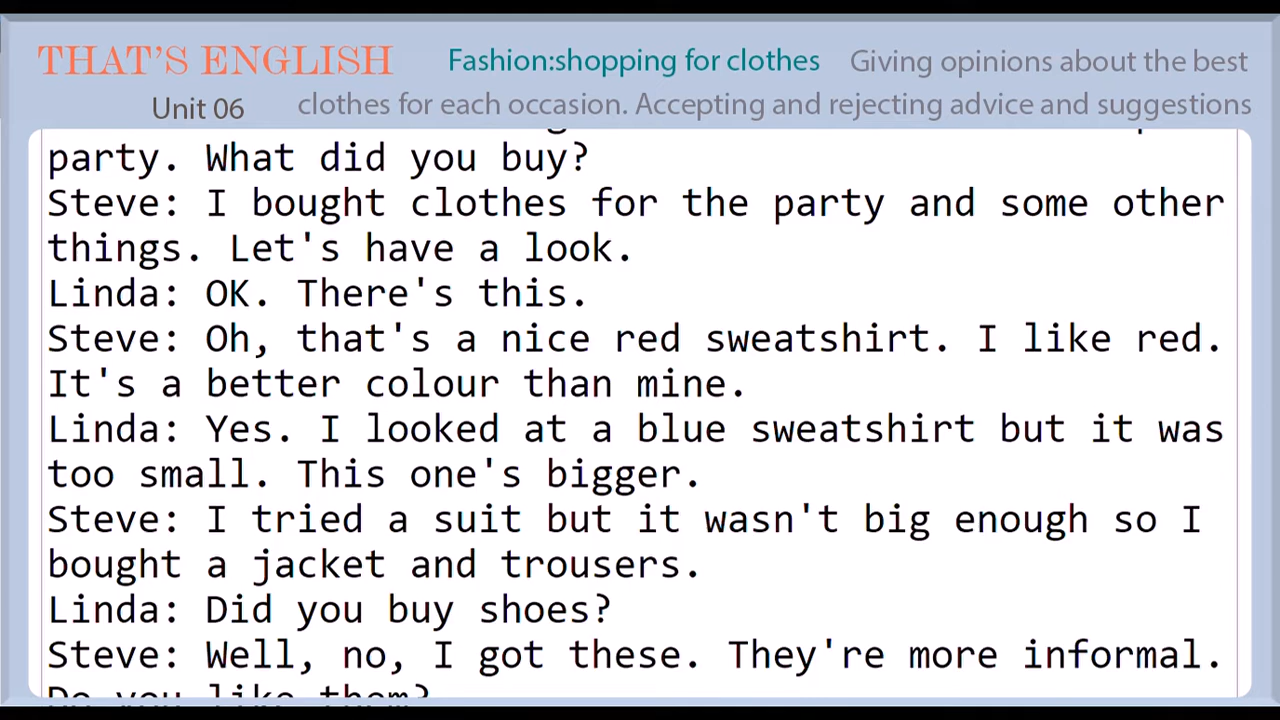 THAT'S ENGLISH
Fashion:shopping for clothes
Giving opinions about the best
Unit 06
clothes for each occasion. Accepting and rejecting advice and suggestions
party. What did you buy?
Steve: I bought clothes for the party and some other
things. Let's have a look.
Linda: OK. There's this.
Steve: Oh, that's a nice red sweatshirt. I like red.
It's a better colour than mine.
Linda: Yes. I looked at a blue sweatshirt but it was
too small. This one's bigger.
Steve: I tried a suit but it wasn't big enough so I
bought a jacket and trousers.
Linda: Did you buy shoes?
Steve: Well, no, I got these. They're more informal.
Do you like them?